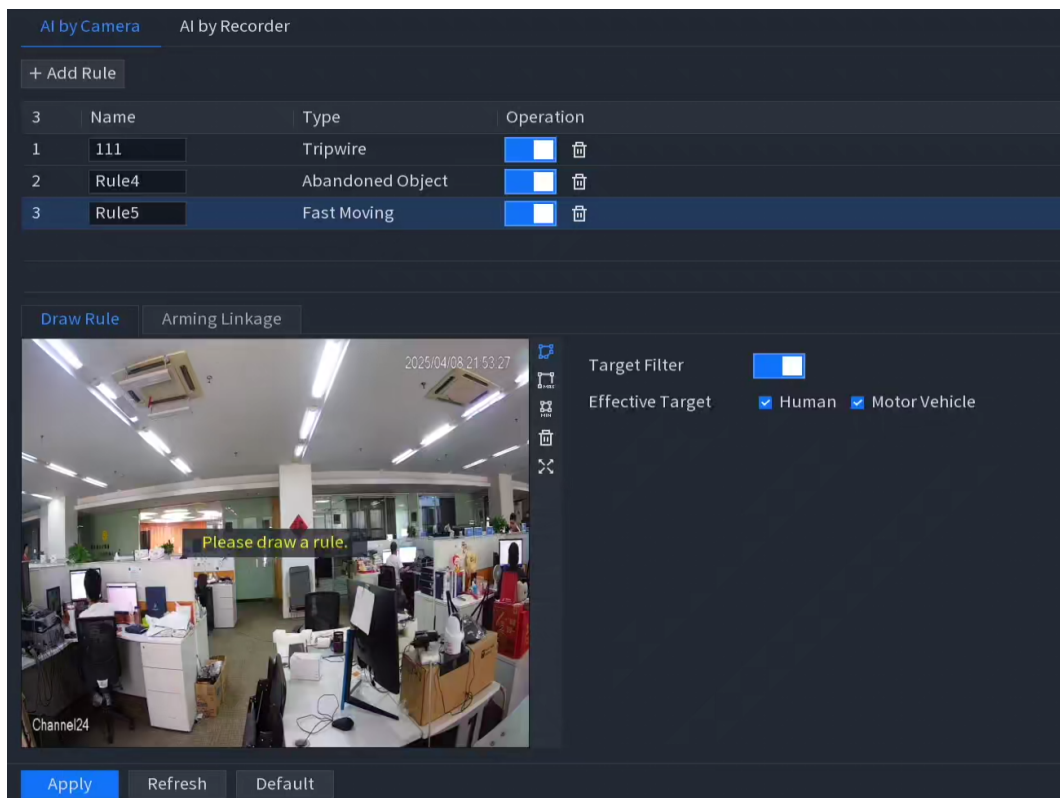 AI by Camera AI by Recorder
+ Add Rule
3 Name Type Operation
1 111 Tripwire
2 Rule4 Abandoned Object
3 Rule5 Fast Moving
Draw Rule Arming Linkage
2025/04/08 21:53:27
MAX
MIN
Target Filter
Effective Target Human Motor Vehicle
Please draw a rule.
Channel24
Apply Refresh Default